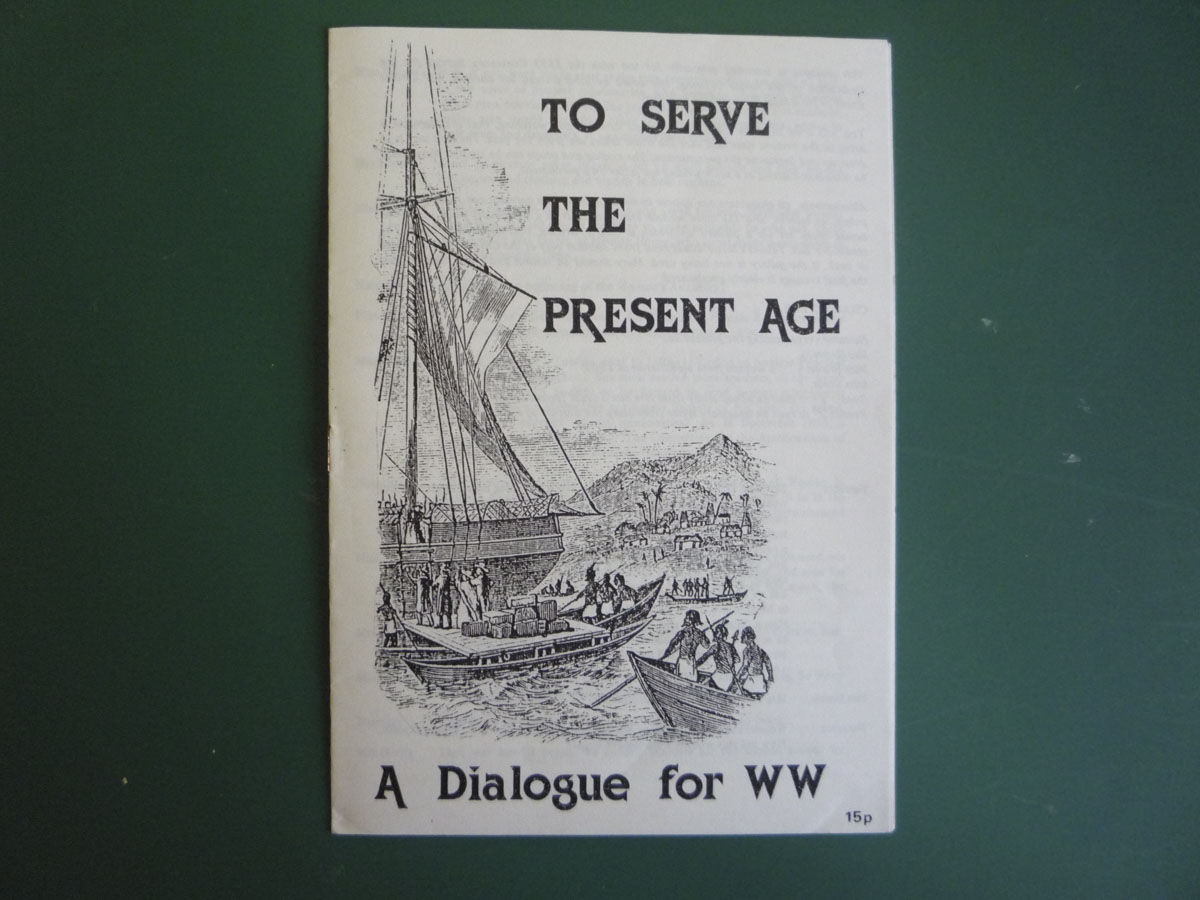 TO SERVE
THE
PRESENT AGE
A Dialogue for WW
15p